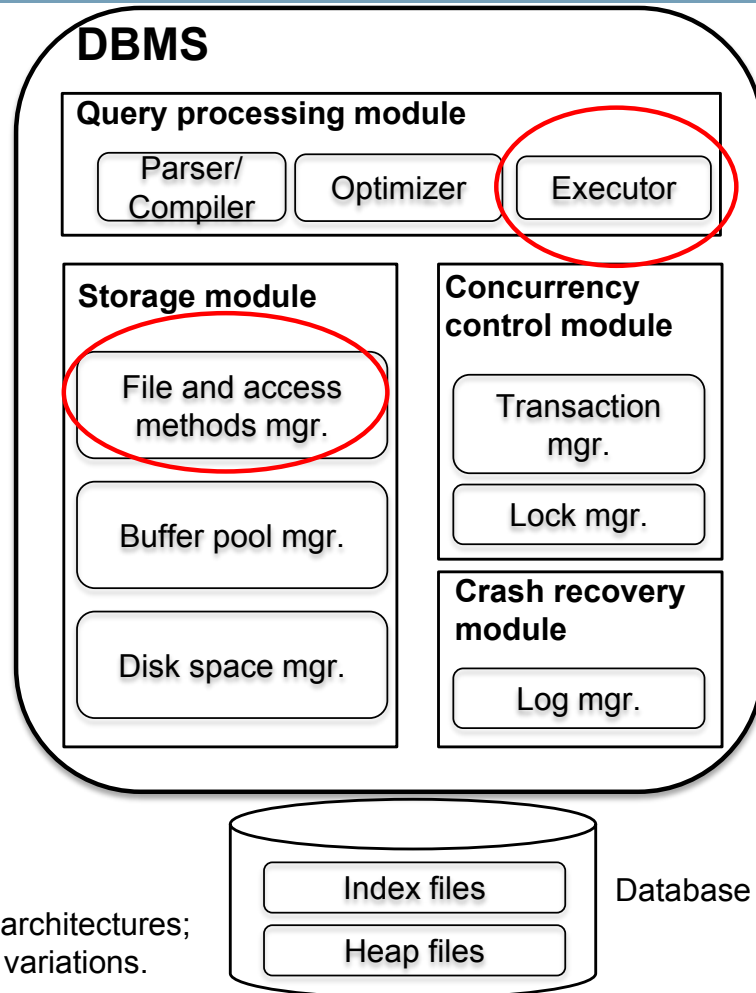 DBMS
Query processing module
Parser/
Compiler
Optimizer
Executor
Storage module
File and access
methods mgr.
Buffer pool mgr.
Disk space mgr.
Concurrency
control module
Transaction
mgr.
Lock mgr.
Crash recovery
module
Log mgr.
Index files
Heap files
Database
architectures;
variations.